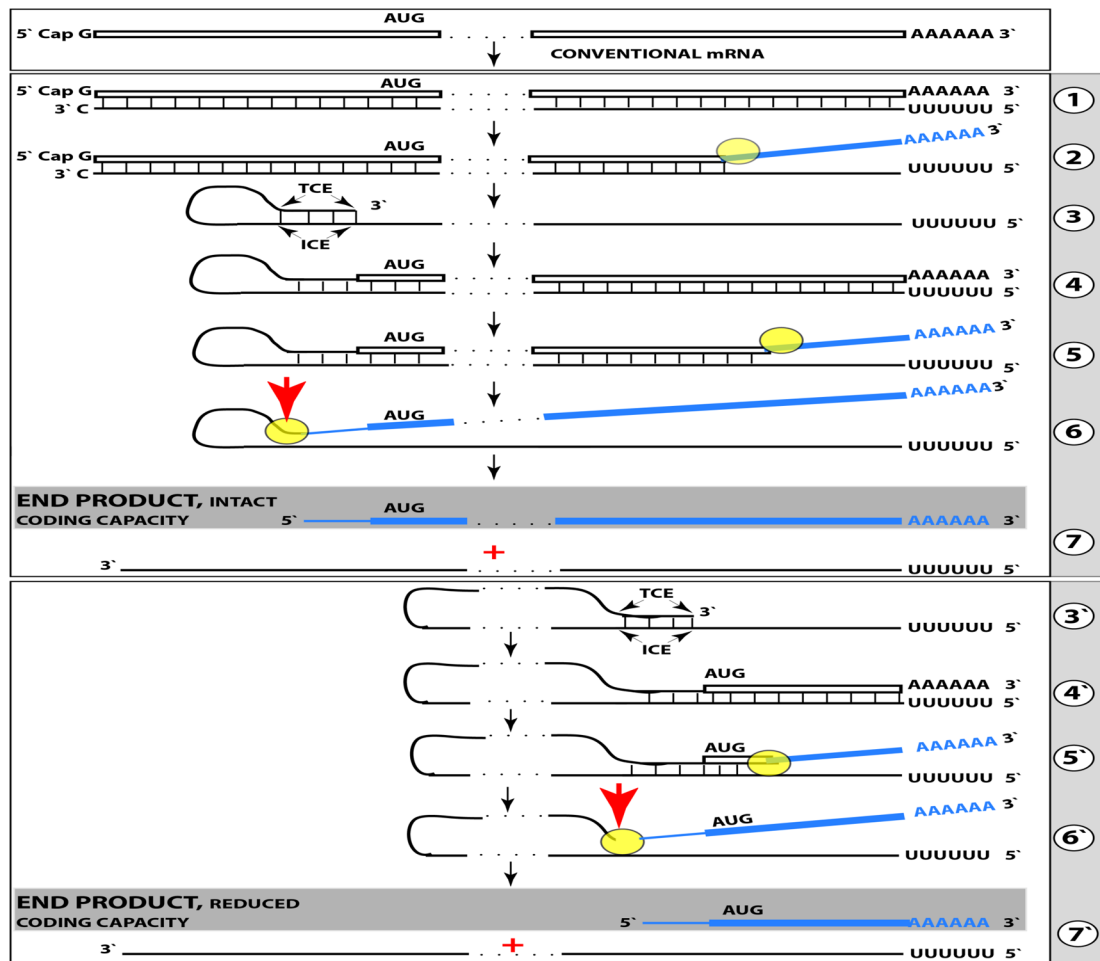 AUG
5` Cap G AAAAAA 3`
CONVENTIONAL mRNA
AUG
5` Cap G AAAAAA 3`
3` C UUUUUU 5`
1
AUG
5` Cap G AAAAAA 3`
3` C UUUUUU 5`
2
TCE 3`
ICE
UUUUUU 5`
3
AUG
AAAAAA 3`
UUUUUU 5`
4
AUG
AAAAAA 3`
UUUUUU 5`
5
AUG
AAAAAA 3`
UUUUUU 5`
6
END PRODUCT, INTACT
CODING CAPACITY
AUG
5` AAAAAA 3`
+
3` UUUUUU 5`
7
TCE 3`
ICE
UUUUUU 5`
3`
AUG
AAAAAA 3`
UUUUUU 5`
4`
AUG
AAAAAA 3`
UUUUUU 5`
5`
AUG
AAAAAA 3`
UUUUUU 5`
6`
END PRODUCT, REDUCED
CODING CAPACITY
AUG
5` AAAAAA 3`
+
3` UUUUUU 5`
7`